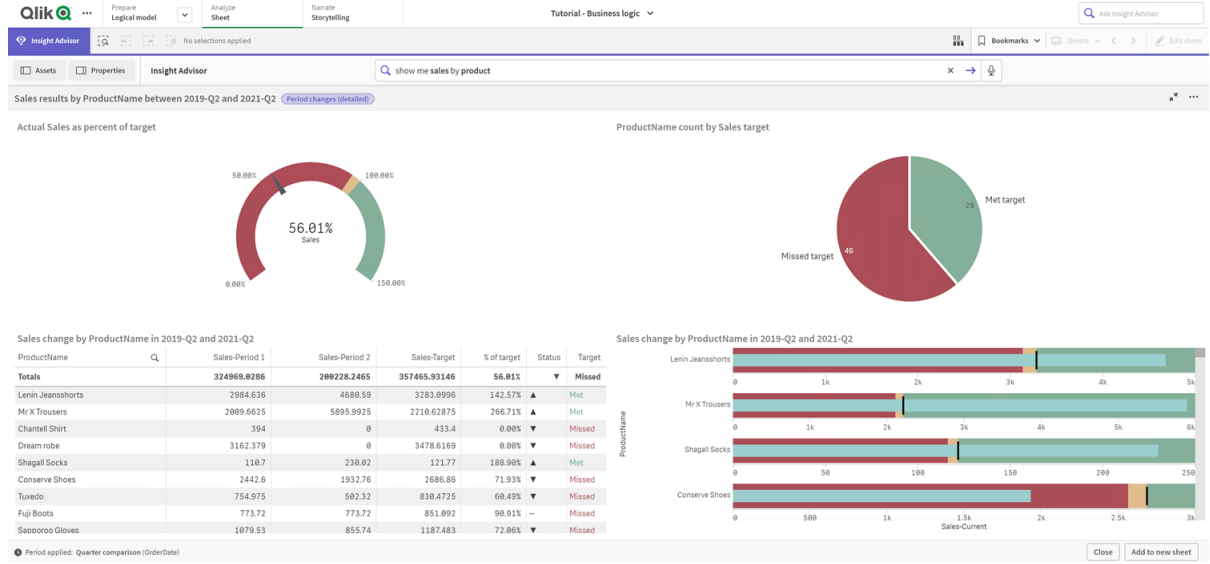 Qlik
Prepare
Logical model
Analyze
Sheet
Narrate
Storytelling
Tutorial - Business logic
Ask Insight Advisor
Insight Advisor
No selections applied
Bookmarks
Sheets
Edit sheet
Assets
Properties
Insight Advisor
show me sales by product
Sales results by ProductName between 2019-Q2 and 2021-Q2
Period changes (detailed)
Actual Sales as percent of target
50.00%
100.00%
56.01%
Sales
0.00%
150.00%
ProductName count by Sales target
29
Met target
46
Missed target
Sales change by ProductName in 2019-Q2 and 2021-Q2
ProductName Sales-Period 1 Sales-Period 2 Sales-Target % of target Status Target
Totals 324969.0286 200228.2465 357465.93146 56.01% ▼ Missed
Lenin Jeansshorts 2984.636 4680.59 3283.0996 142.57% ▲ Met
Mr X Trousers 2009.6625 5895.9925 2210.62875 266.71% ▲ Met
Chantell Shirt 394 0 433.4 0.00% ▼ Missed
Dream robe 3162.379 0 3478.6169 0.00% ▼ Missed
Shagall Socks 110.7 230.02 121.77 188.90% ▲ Met
Conserve Shoes 2442.6 1932.76 2686.86 71.93% ▼ Missed
Tuxedo 754.975 502.32 830.4725 60.49% ▼ Missed
Fuji Boots 773.72 773.72 851.092 90.91% -- Missed
Sapporoo Gloves 1079.53 855.74 1187.483 72.06% ▼ Missed
Sales change by ProductName in 2019-Q2 and 2021-Q2
ProductName
Lenin Jeansshorts
0 1k 2k 3k 4k 5k
Mr X Trousers
0 1k 2k 3k 4k 5k 6k
Shagall Socks
0 50 100 150 200 250
Conserve Shoes
0 500 1k 1.5k 2k 2.5k 3k
Sales-Current
Period applied: Quarter comparison (OrderDate)
Close
Add to new sheet